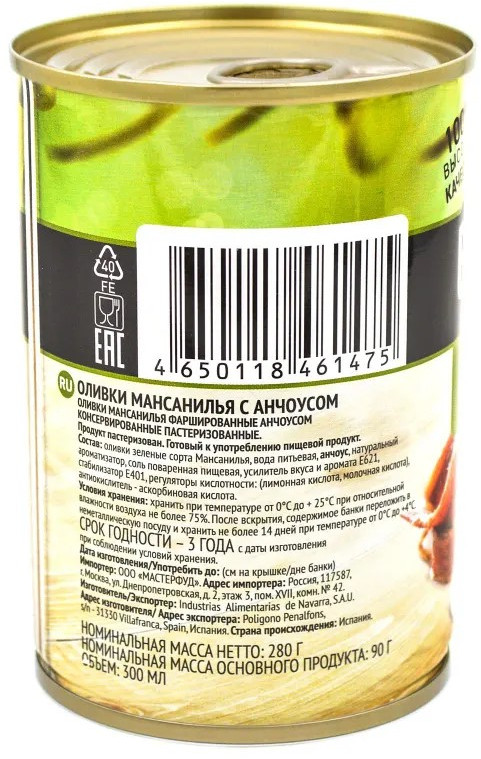 100
ВЫС
КАЧЕ
40
FE
EAC
4 650118 461475
RU ОЛИВКИ МАНСАНИЛЬЯ С АНЧОУСОМ
ОЛИВКИ МАНСАНИЛЬЯ ФАРШИРОВАННЫЕ АНЧОУСОМ
КОНСЕРВИРОВАННЫЕ ПАСТЕРИЗОВАННЫЕ.
Продукт пастеризован. Готовый к употреблению пищевой продукт.
Состав: оливки зеленые сорта Мансанилья, вода питьевая, анчоус, натуральный
ароматизатор, соль поваренная пищевая, усилитель вкуса и аромата Е621,
стабилизатор Е401, регуляторы кислотности: (лимонная кислота, молочная кислота),
антиокислитель - аскорбиновая кислота.
Условия хранения: хранить при температуре от 0°С до + 25°С при относительной
влажности воздуха не более 75%. После вскрытия, содержимое банки переложить в
неметаллическую посуду и хранить не более 14 дней при температуре от 0°С до +4°С.
СРОК ГОДНОСТИ – 3 ГОДА с даты изготовления
при соблюдении условий хранения.
Дата изготовления/Употребить до: (см на крышке/дне банки)
Импортер: ООО «МАСТЕРФУД». Адрес импортера: Россия, 117587,
г. Москва, ул. Днепропетровская, д. 2, этаж 3, пом. XVII, комн. № 42.
Изготовитель/Экспортер: Industrias Alimentarias de Navarra, S.A.U.
Адрес изготовителя/ Адрес экспортера: Poligono Penalfons,
s/n - 31330 Villafranca, Spain, Испания. Страна происхождения: Испания.
НОМИНАЛЬНАЯ МАССА НЕТТО: 280 Г
НОМИНАЛЬНАЯ МАССА ОСНОВНОГО ПРОДУКТА: 90 Г
ОБЪЕМ: 300 МЛ